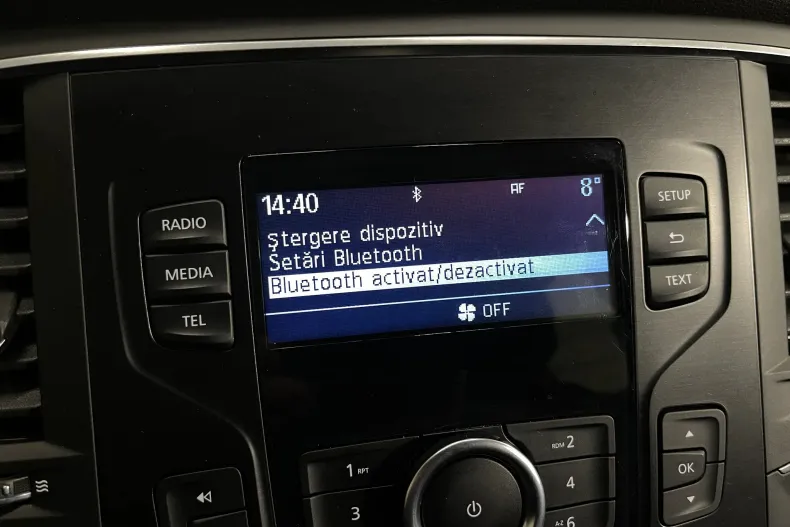 14:40 AF 8°
RADIO
MEDIA
TEL
ştergere dispozitiv
Setări Bluetooth
Bluetooth activat/dezactivat
OFF
SETUP
TEXT
1 RPT
RDM 2
3
4
A-Z 6
OK